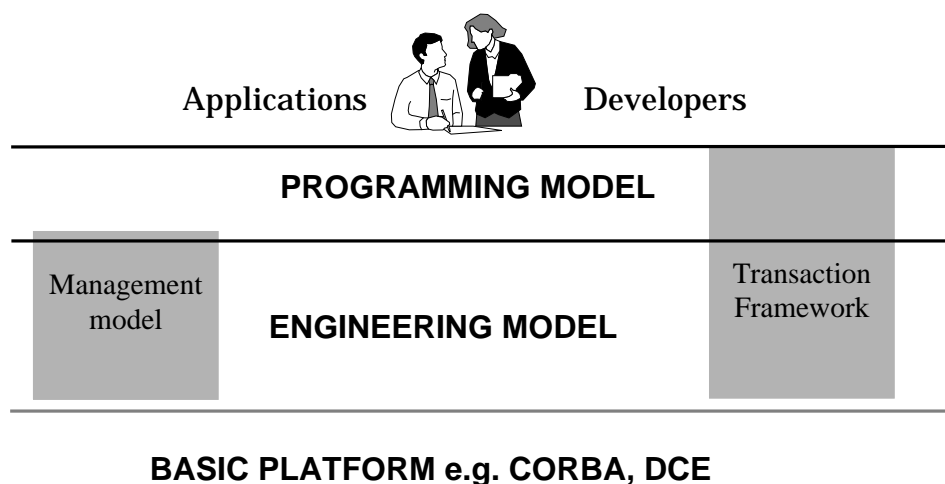 Applications Developers
PROGRAMMING MODEL
Management
model
Transaction
Framework
ENGINEERING MODEL
BASIC PLATFORM e.g. CORBA, DCE